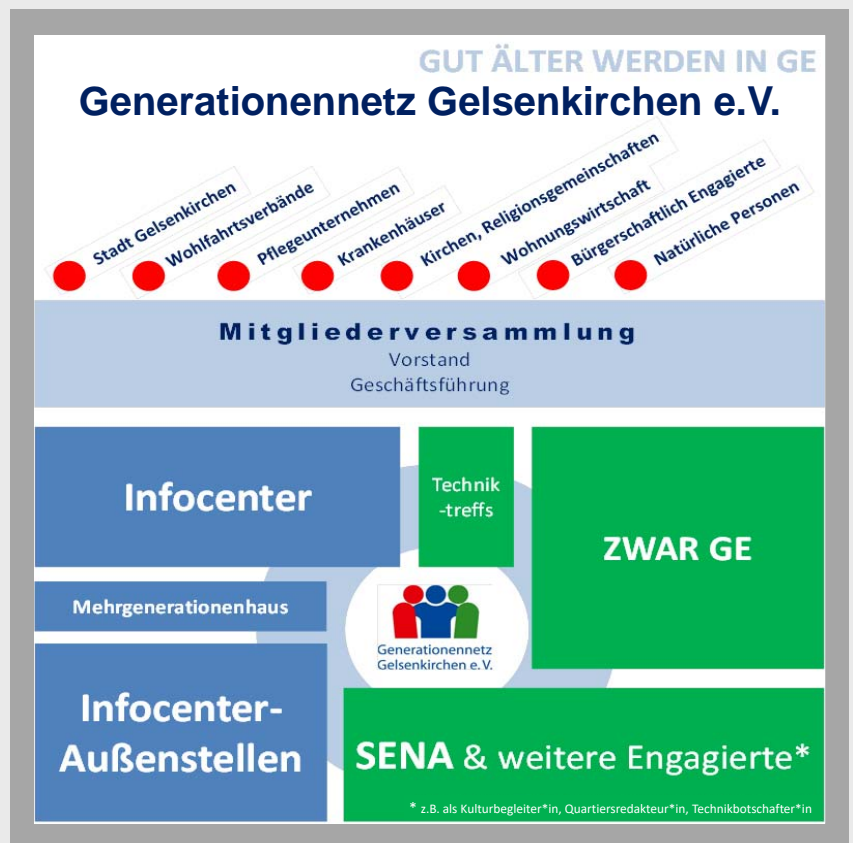 GUT ÄLTER WERDEN IN GE
Generationennetz Gelsenkirchen e.V.
Stadt Gelsenkirchen
Wohlfahrtsverbände
Pflegeunternehmen
Krankenhäuser
Kirchen, Religionsgemeinschaften
Wohnungswirtschaft
Bürgerschaftlich Engagierte
Natürliche Personen
Mitgliederversammlung
Vorstand
Geschäftsführung
Infocenter
Technik
-treffs
ZWAR GE
Mehrgenerationenhaus
Generationennetz
Gelsenkirchen e.V.
Infocenter-
Außenstellen
SENA & weitere Engagierte*
* z.B. als Kulturbegleiter*in, Quartiersredakteur*in, Technikbotschafter*in